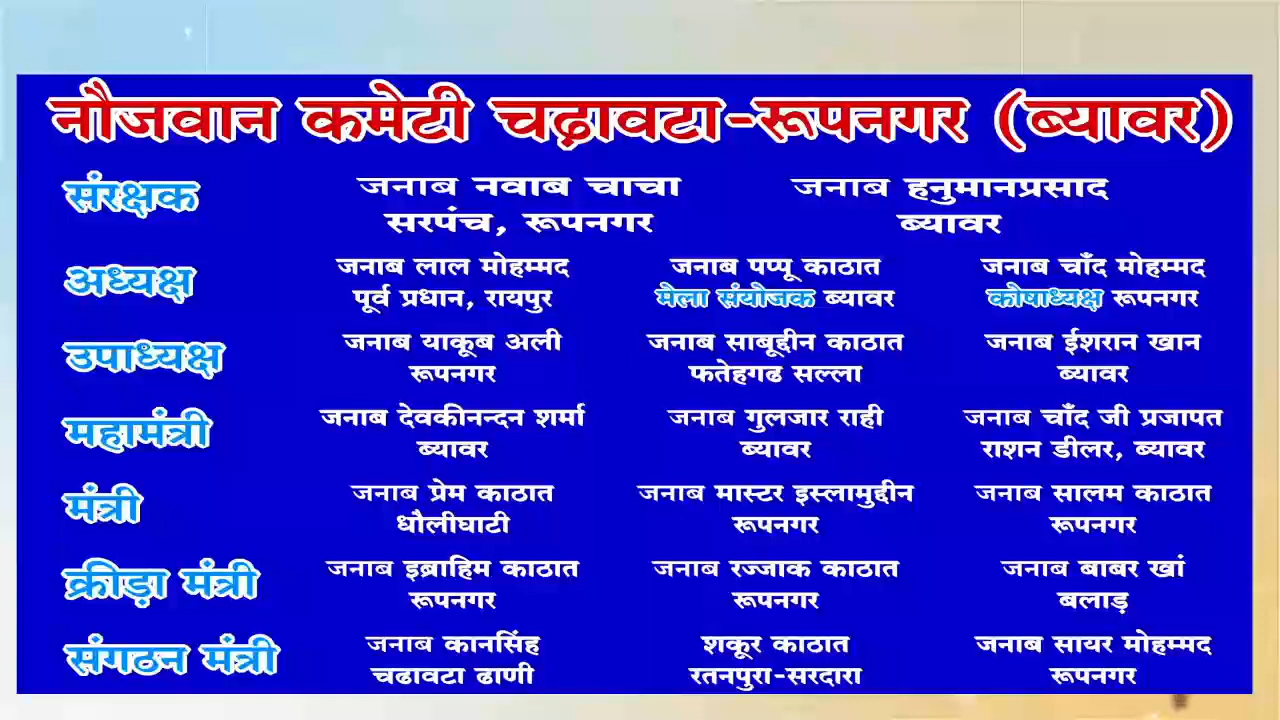 नौजवान कमेटी चढ़ावटा-रूपनगर (ब्यावर)
संरक्षक जनाब नवाब चाचा जनाब हनुमानप्रसाद
सरपंच, रूपनगर ब्यावर
अध्यक्ष जनाब लाल मोहम्मद जनाब पप्पू काठात जनाब चाँद मोहम्मद
पूर्व प्रधान, रायपुर मेला संयोजक ब्यावर कोषाध्यक्ष रूपनगर
उपाध्यक्ष जनाब याकूब अली जनाब साबूद्दीन काठात जनाब ईशरान खान
रूपनगर फतेहगढ सल्ला ब्यावर
महामंत्री जनाब देवकीनन्दन शर्मा जनाब गुलजार राही जनाब चाँद जी प्रजापत
ब्यावर ब्यावर राशन डीलर, ब्यावर
मंत्री जनाब प्रेम काठात जनाब मास्टर इस्लामुद्दीन जनाब सालम काठात
धौलीघाटी रूपनगर रूपनगर
क्रीड़ा मंत्री जनाब इब्राहिम काठात जनाब रज्जाक काठात जनाब बाबर खां
रूपनगर रूपनगर बलाड़
संगठन मंत्री जनाब कानसिंह शकूर काठात जनाब सायर मोहम्मद
चढावटा ढाणी रतनपुरा-सरदारा रूपनगर